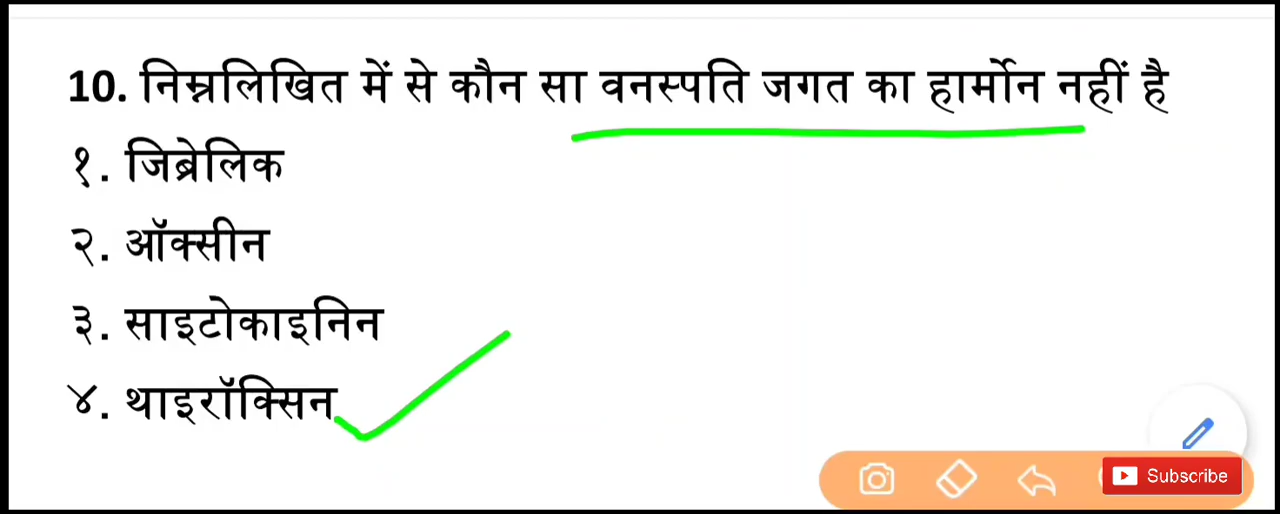 10. निम्नलिखित में से कौन सा वनस्पति जगत का हार्मोन नहीं है
१. जिब्रेलिक
२. ऑक्सीन
३. साइटोकाइनिन
४. थाइरॉक्सिन
Subscribe